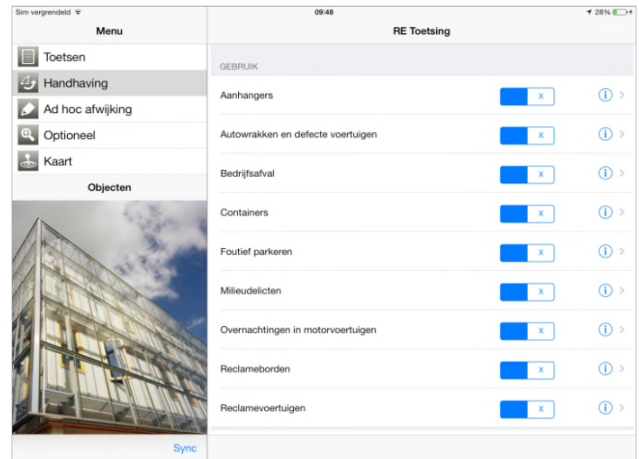 Sim vergrendeld
09:48
28%
Menu
RE Toetsing
Toetsen
Handhaving
Ad hoc afwijking
Optioneel
Kaart
Objecten
Sync
GEBRUIK
Aanhangers
X
Autowrakken en defecte voertuigen
X
Bedrijfsafval
X
Containers
X
Foutief parkeren
X
Milieudelicten
X
Overnachtingen in motorvoertuigen
X
Reclameborden
X
Reclamevoertuigen
X